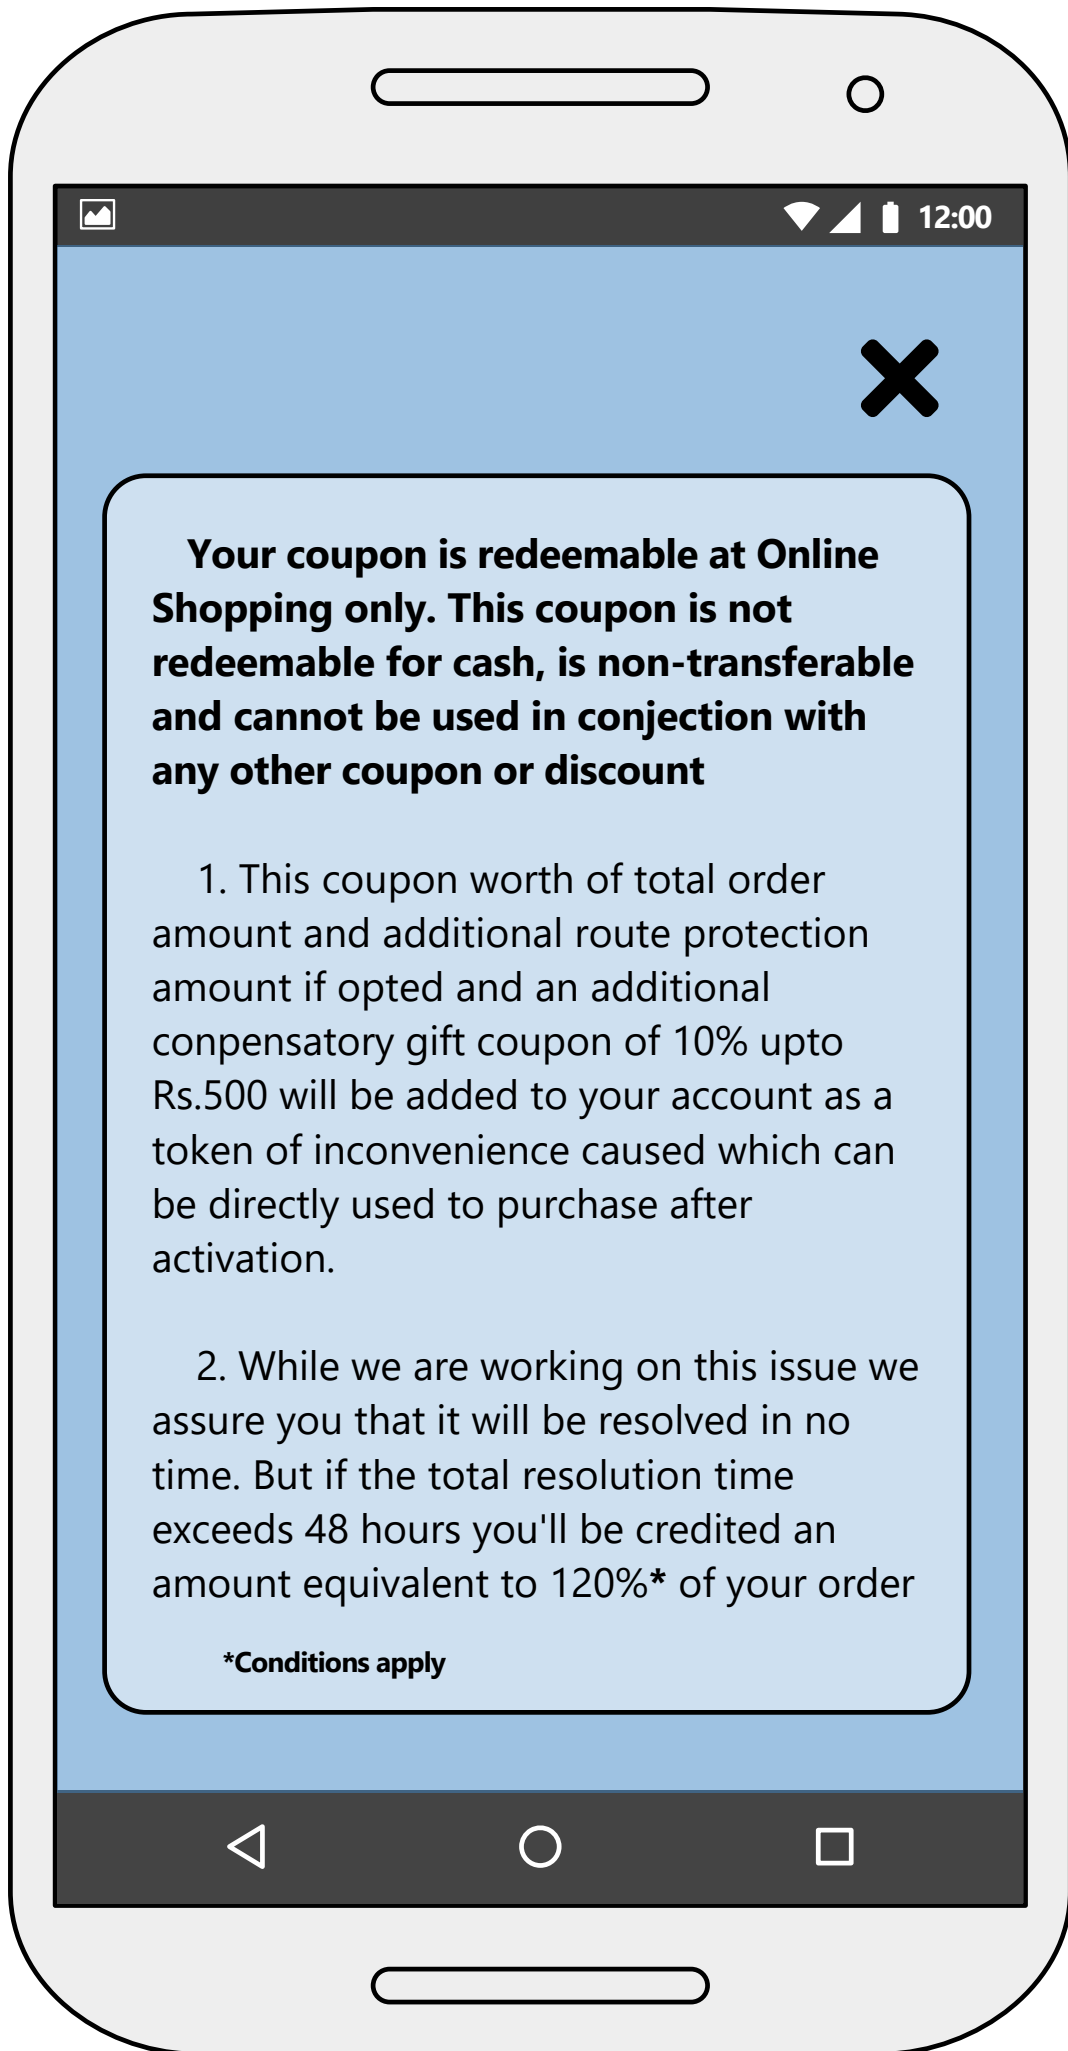 12:00
Your coupon is redeemable at Online
Shopping only. This coupon is not
redeemable for cash, is non-transferable
and cannot be used in conjection with
any other coupon or discount
1. This coupon worth of total order
amount and additional route protection
amount if opted and an additional
conpensatory gift coupon of 10% upto
Rs.500 will be added to your account as a
token of inconvenience caused which can
be directly used to purchase after
activation.
2. While we are working on this issue we
assure you that it will be resolved in no
time. But if the total resolution time
exceeds 48 hours you'll be credited an
amount equivalent to 120%* of your order
*Conditions apply